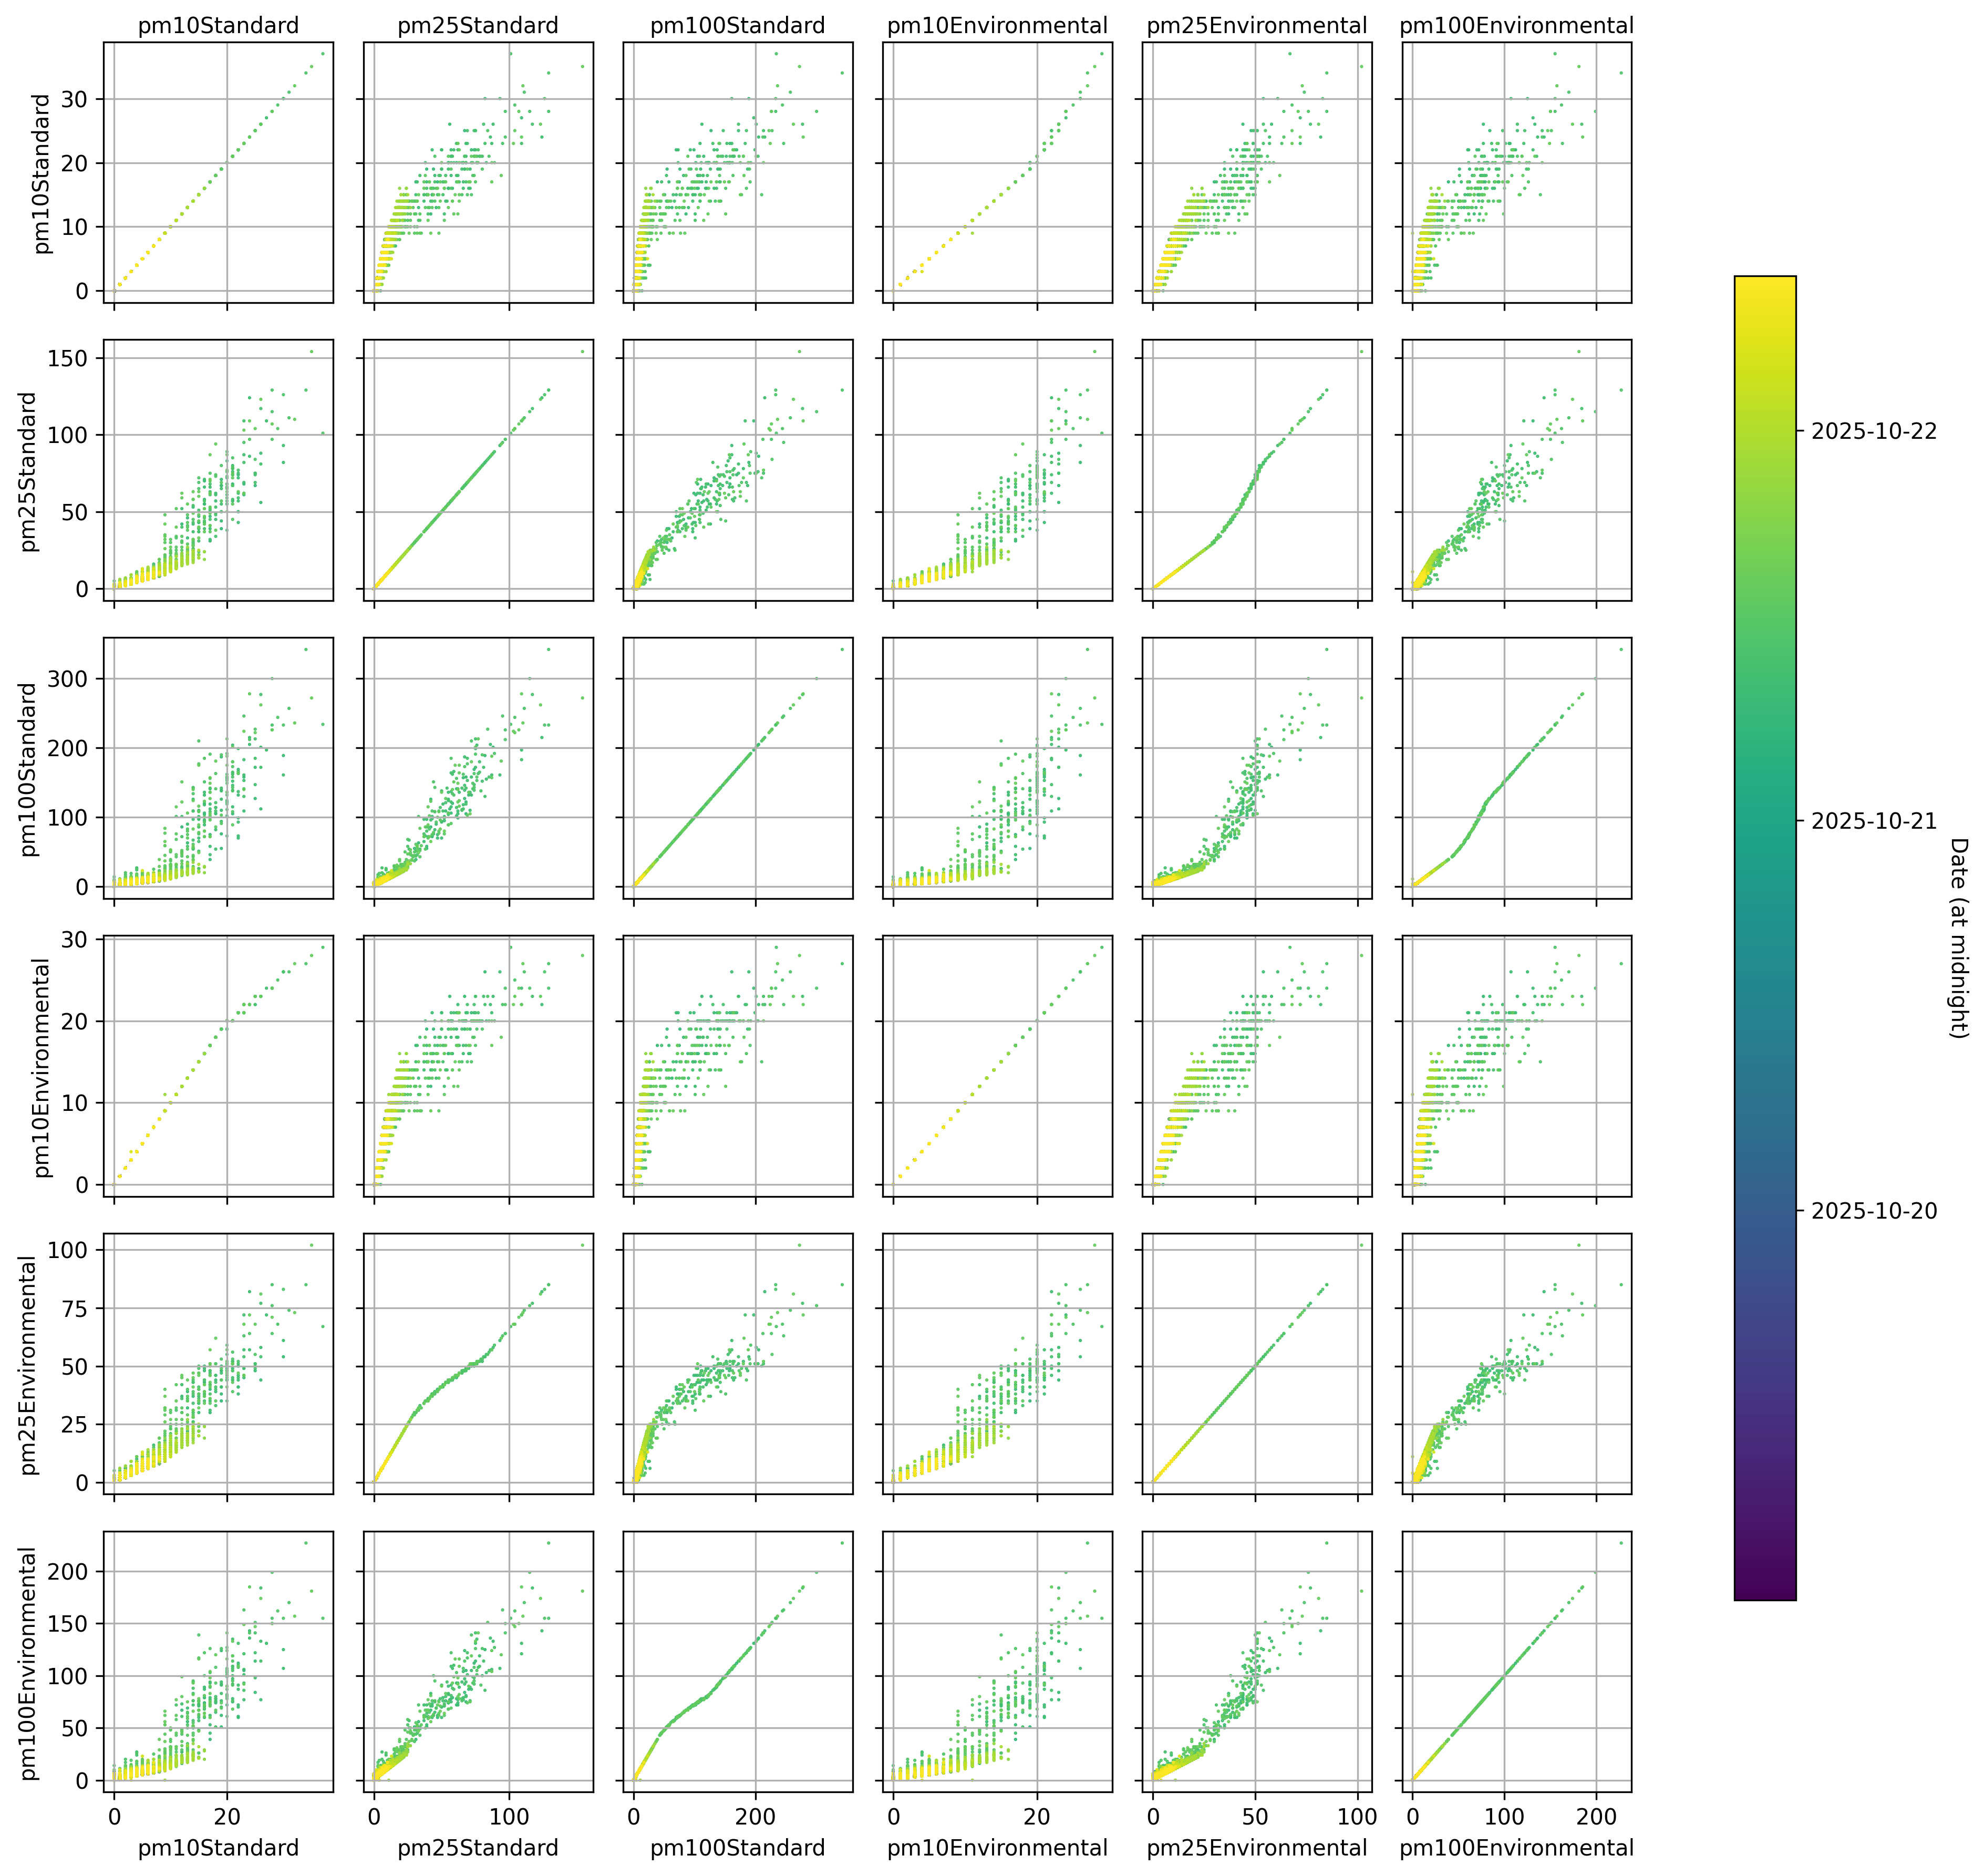 pm10Standard pm25Standard pm100Standard pm10Environmental pm25Environmental pm100Environmental
pm10Standard
30
20
10
0
pm25Standard
150
100
50
0
2025-10-22
pm100Standard
300
200
100
0
2025-10-21
Date (at midnight)
pm10Environmental
30
20
10
0
2025-10-20
pm25Environmental
100
75
50
25
0
pm100Environmental
200
150
100
50
0
0 20 0 100 0 200 0 20 0 50 100 0 100 200
pm10Standard pm25Standard pm100Standard pm10Environmental pm25Environmental pm100Environmental